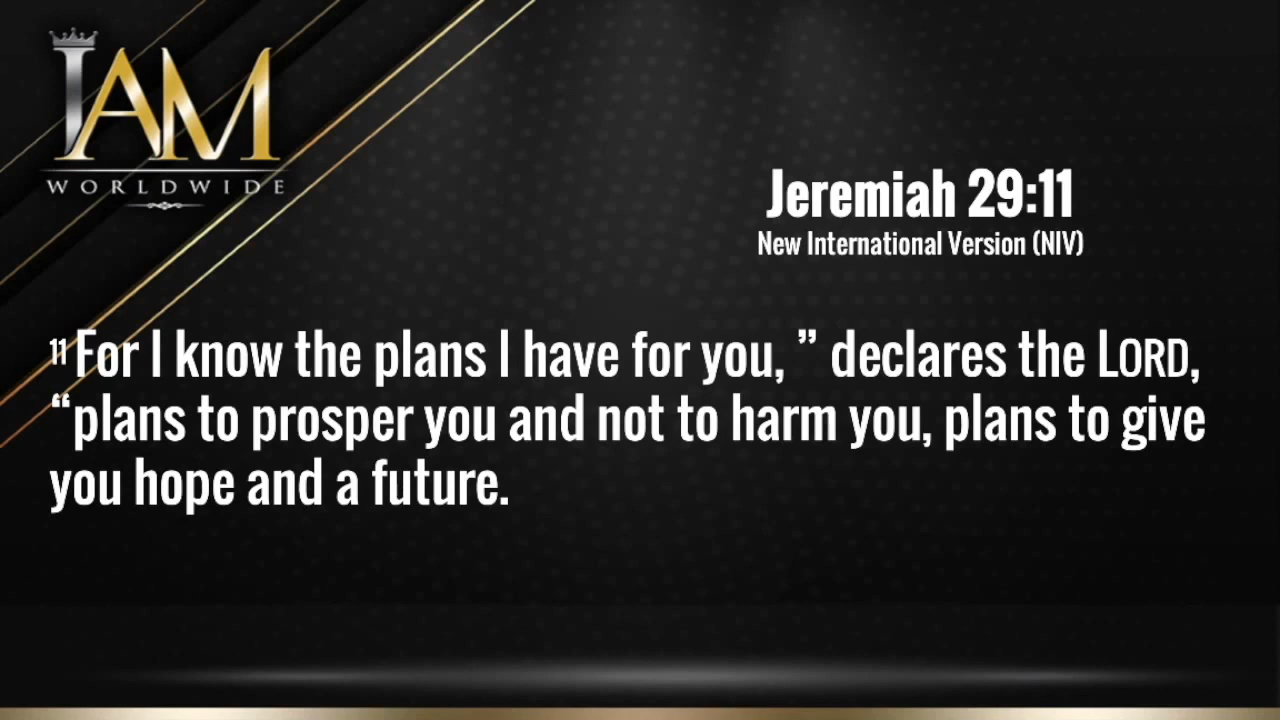 IAM
WORLDWIDE
Jeremiah 29:11
New International Version (NIV)
11 For I know the plans I have for you, ” declares the LORD,
“plans to prosper you and not to harm you, plans to give
you hope and a future.